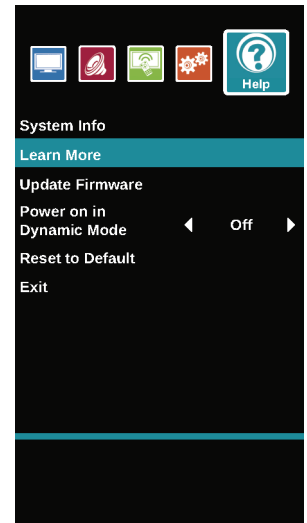 Help
System Info
Learn More
Update Firmware
Power on in
Dynamic Mode
Off
Reset to Default
Exit